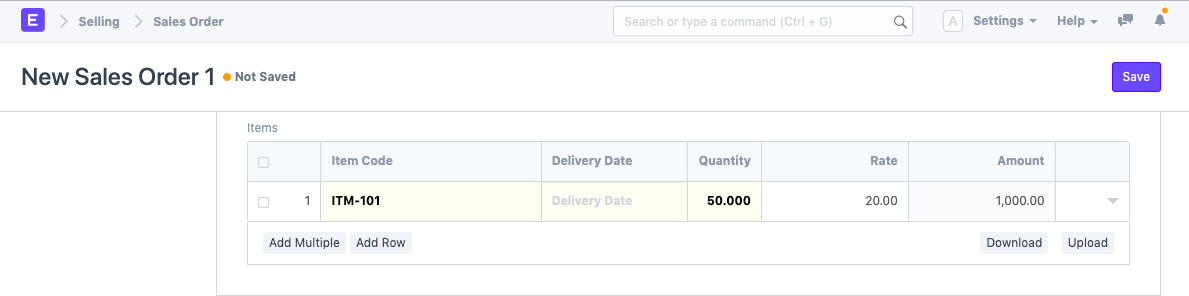 E Selling Sales Order Search or type a command (Ctrl + G) A Settings Help
New Sales Order 1 Not Saved Save
Items
Item Code Delivery Date Quantity Rate Amount
1 ITM-101 Delivery Date 50.000 20.00 1,000.00
Add Multiple Add Row Download Upload